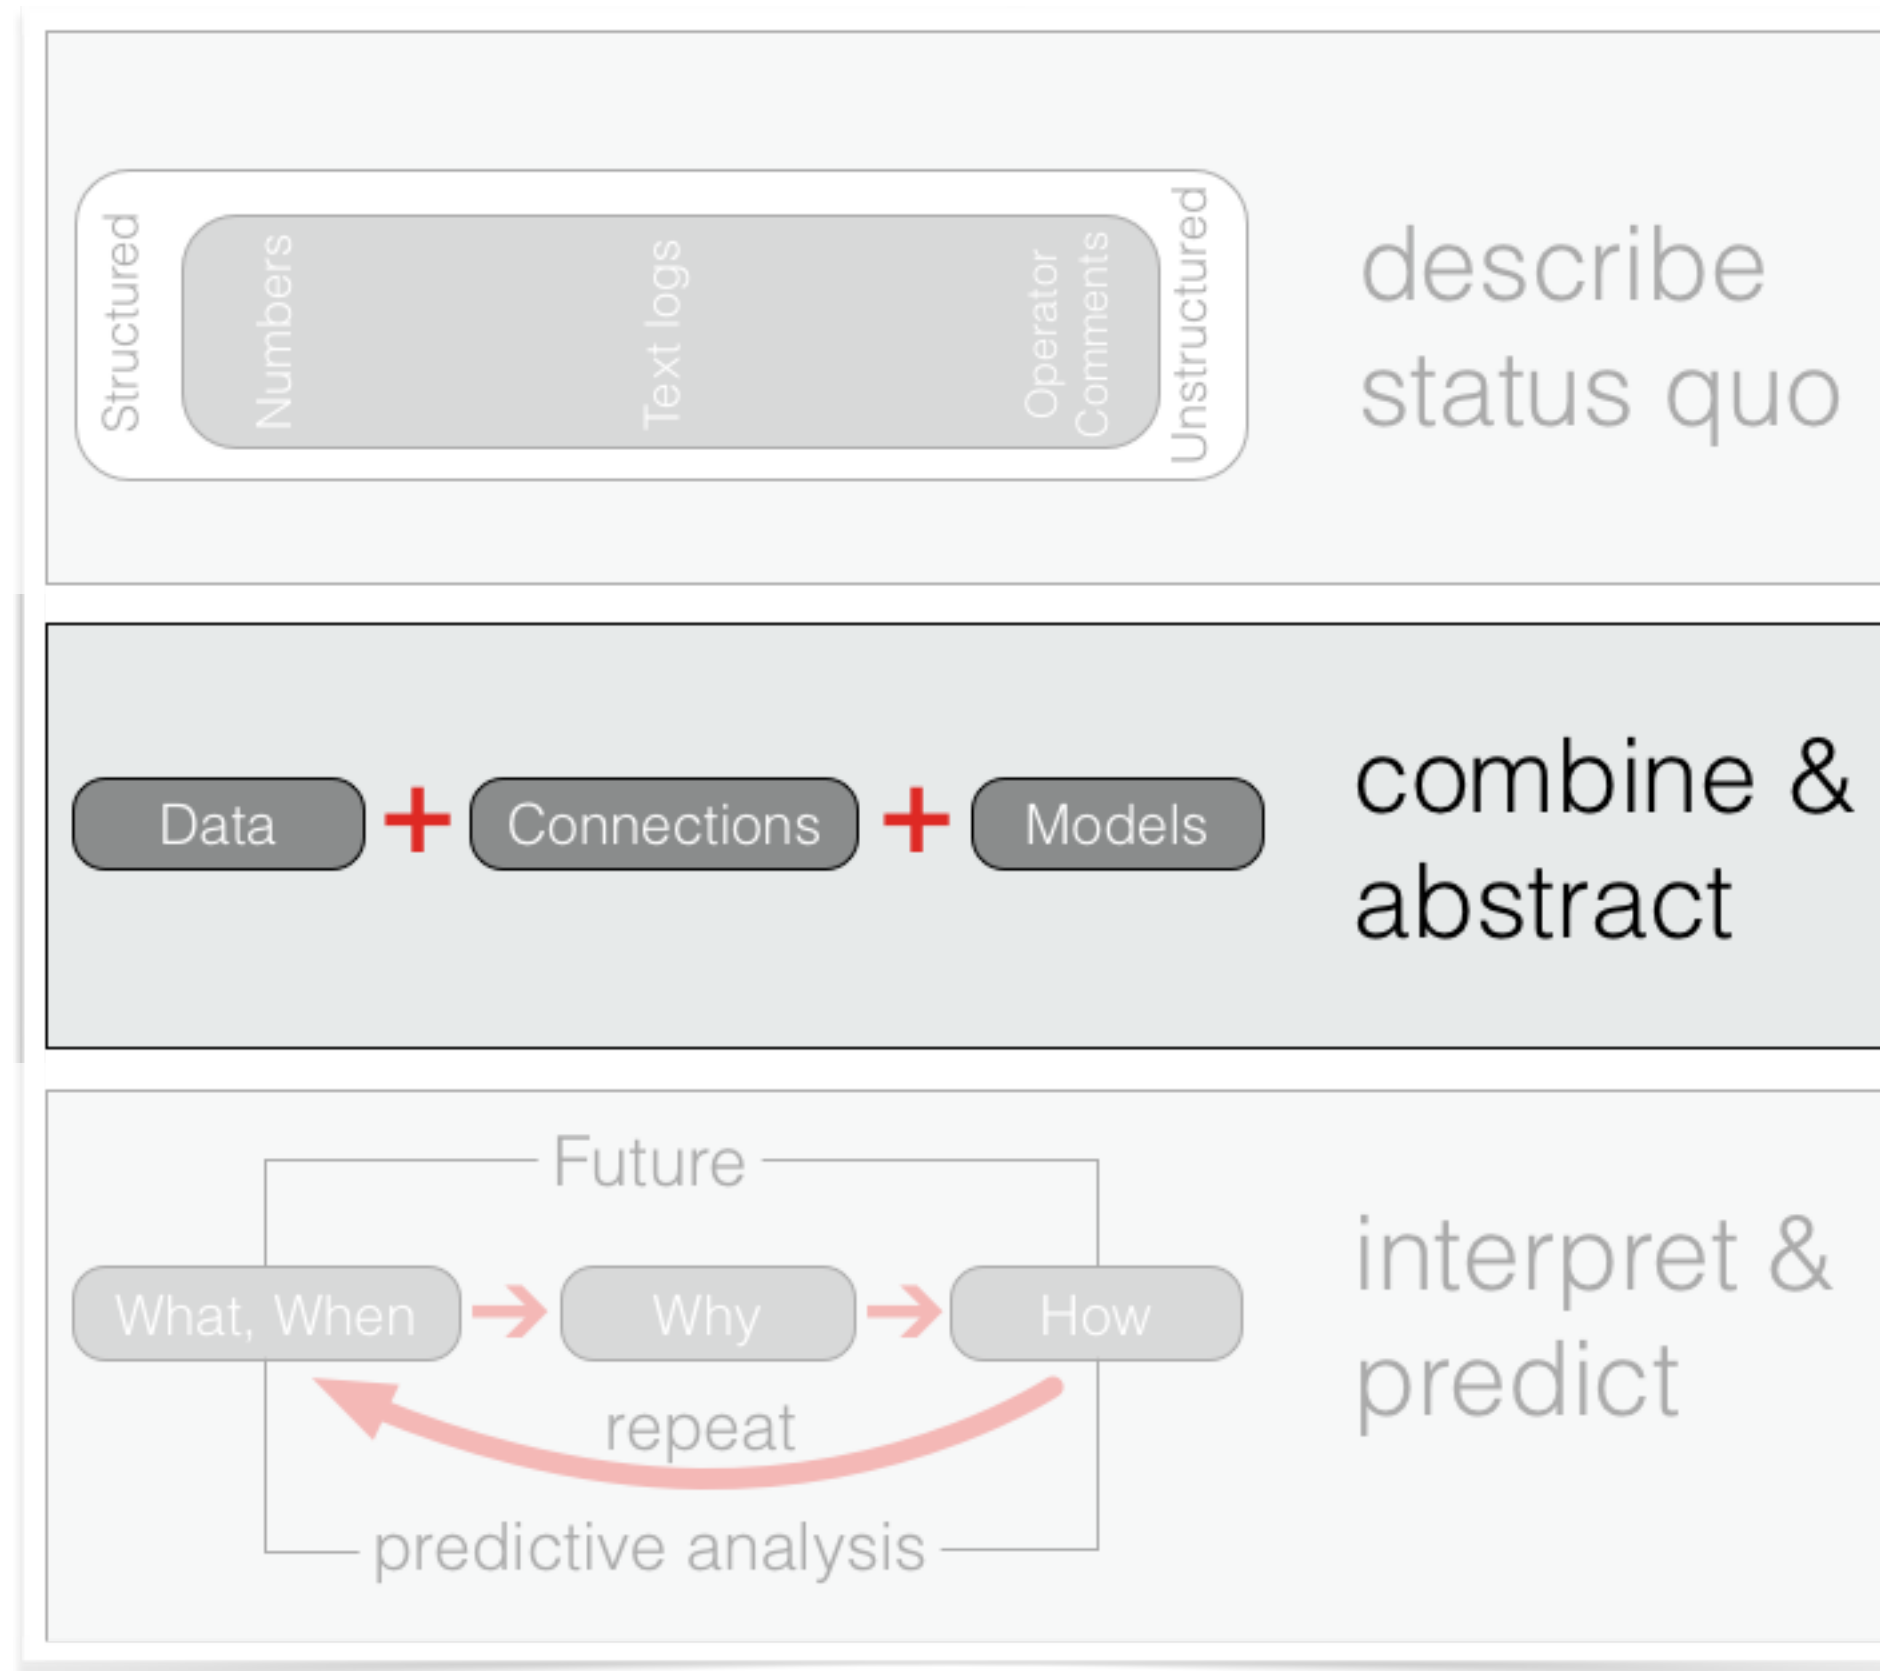 Structured
Numbers
Text logs
Operator
Comments
Unstructured
describe
status quo
Data + Connections + Models
combine &
abstract
Future
What, When → Why → How
repeat
predictive analysis
interpret &
predict